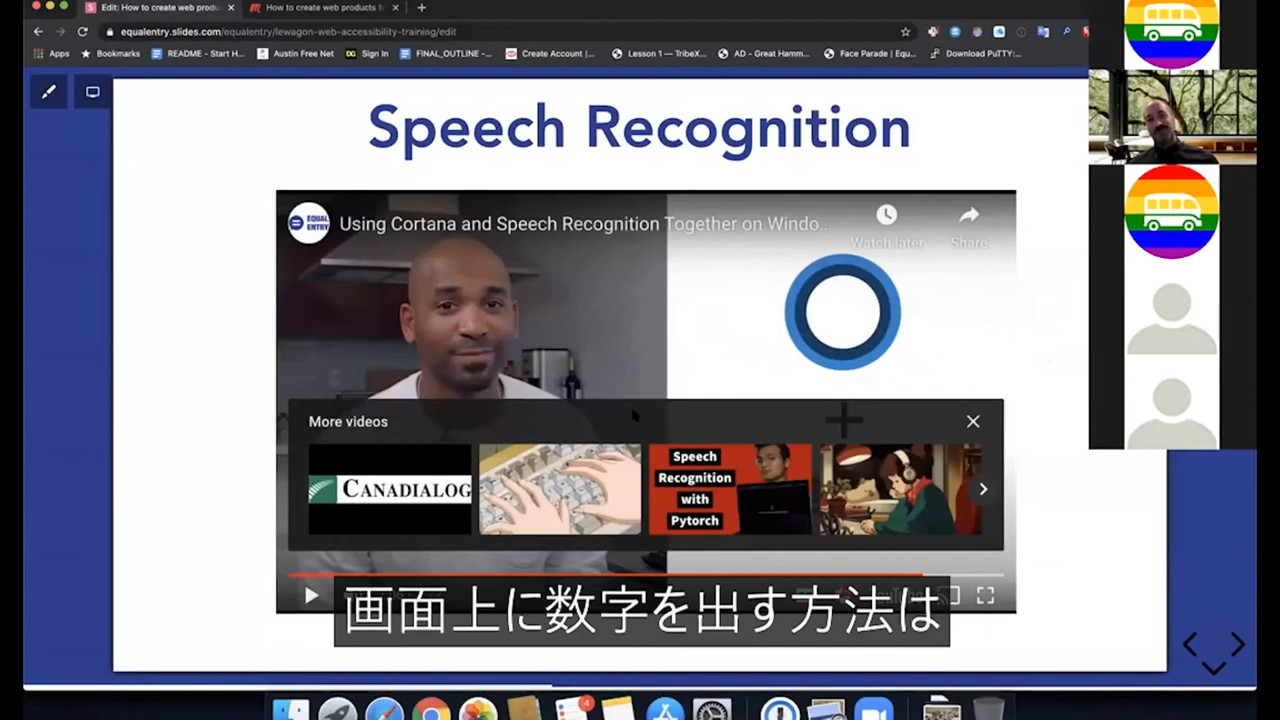 Edit: How to create web produ
How to create web products f
equalentry.slides.com/equalentry/lewagon-web-accessibility-training/edit
Apps
Bookmarks
README - Start H...
Austin Free Net
Sign In
FINAL_OUTLINE -...
Create Account |...
Lesson 1 — TribeX...
AD - Great Hamm...
Face Parade | Equ...
Download PuTTY:...
Speech Recognition
EQUAL
ENTRY
Using Cortana and Speech Recognition Together on Windo...
Watch later
Share
More videos
CANADIALOG
Speech
Recognition
with
Pytorch
画面上に数字を出す方法は
4